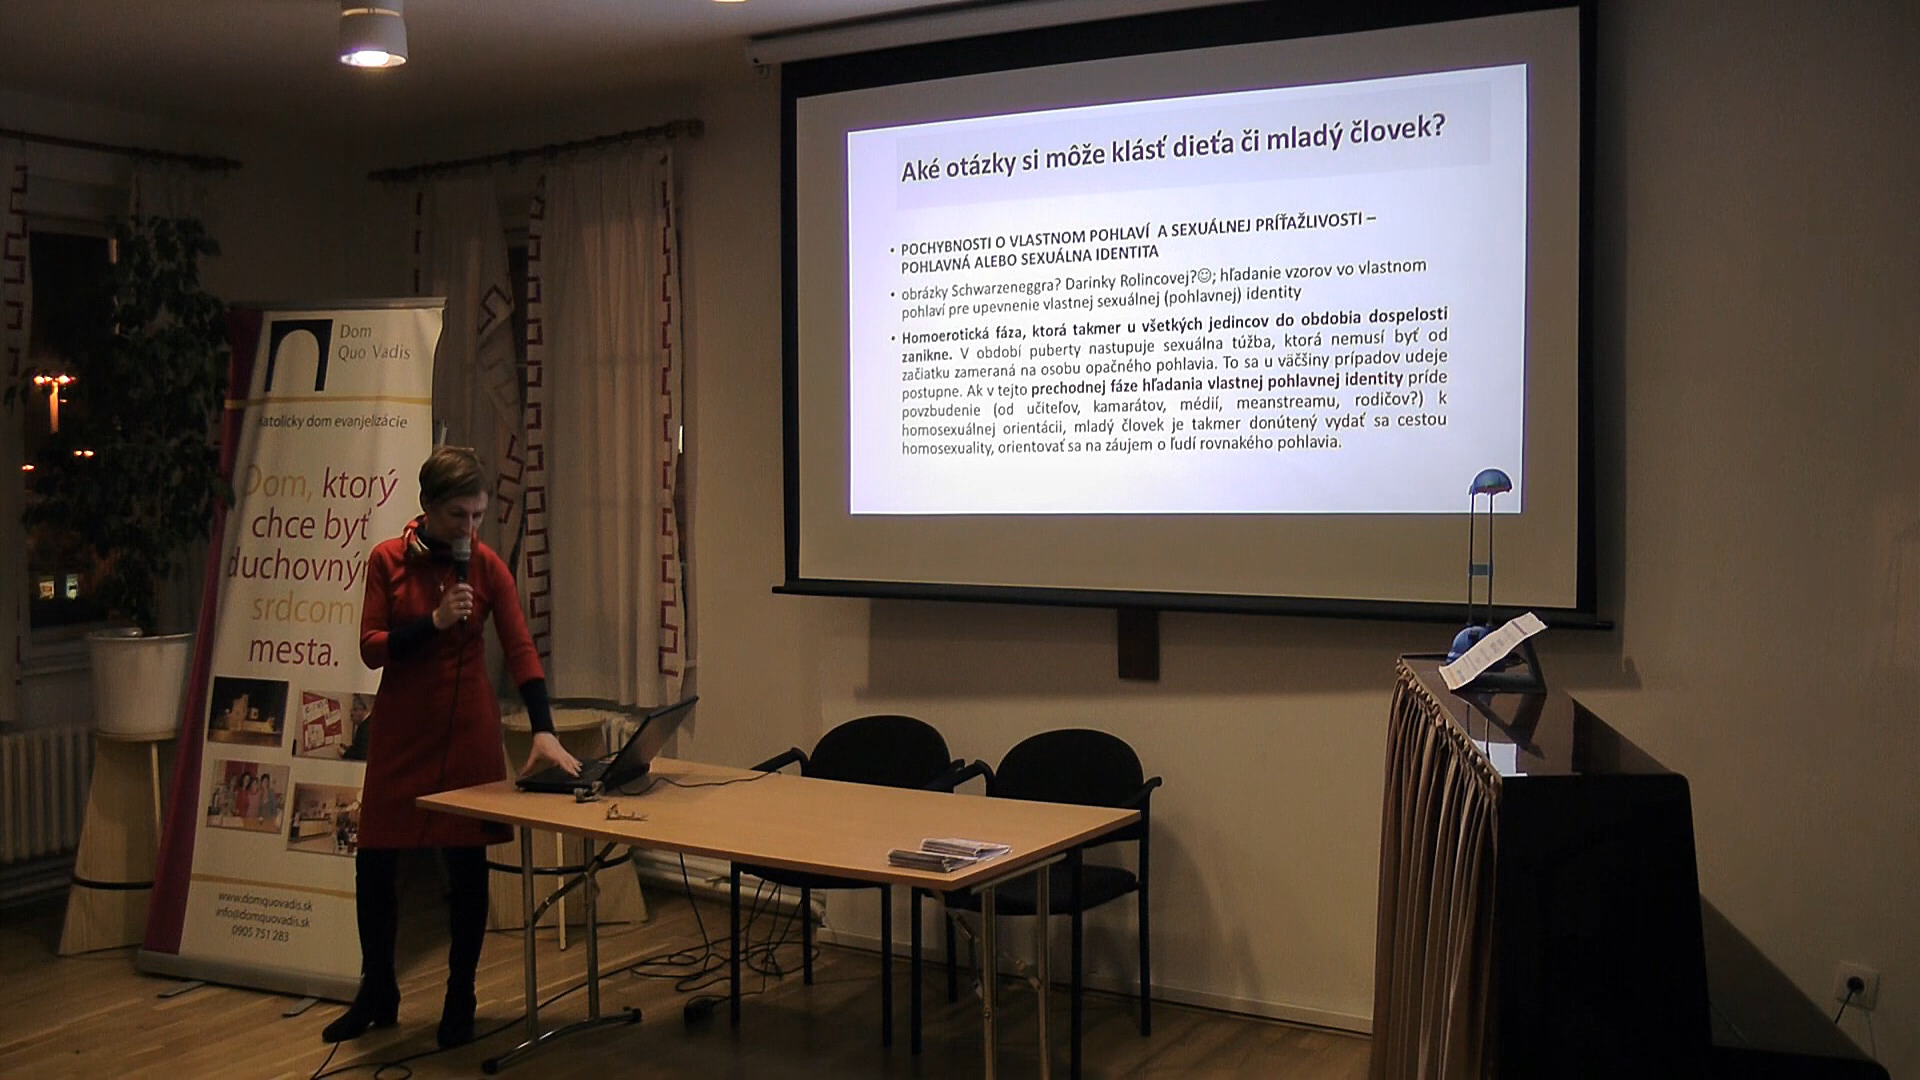 Aké otázky si môže klásť dieťa či mladý človek?
• POCHYBNOSTI O VLASTNOM POHLAVÍ A SEXUÁLNEJ PRÍŤAŽLIVOSTI –
POHLAVNÁ ALEBO SEXUÁLNA IDENTITA
• obrázky Schwarzeneggra? Darinky Rolincovej?☺; hľadanie vzorov vo vlastnom
pohlaví pre upevnenie vlastnej sexuálnej (pohlavnej) identity
• Homoerotická fáza, ktorá takmer u všetkých jedincov do obdobia dospelosti
zanikne. V období puberty nastupuje sexuálna túžba, ktorá nemusí byť od
začiatku zameraná na osobu opačného pohlavia. To sa u väčšiny prípadov udeje
postupne. Ak v tejto prechodnej fáze hľadania vlastnej pohlavnej identity príde
povzbudenie (od učiteľov, kamarátov, médií, meanstreamu, rodičov?) k
homosexuálnej orientácii, mladý človek je takmer donútený vydať sa cestou
homosexuality, orientovať sa na záujem o ľudí rovnakého pohlavia.
Dom
Quo Vadis
katolícky dom evanjelizácie
Dom, ktorý
chce byť
duchovný
srdcom
mesta.
www.domquovadis.sk
info@domquovadis.sk
0905 751 283